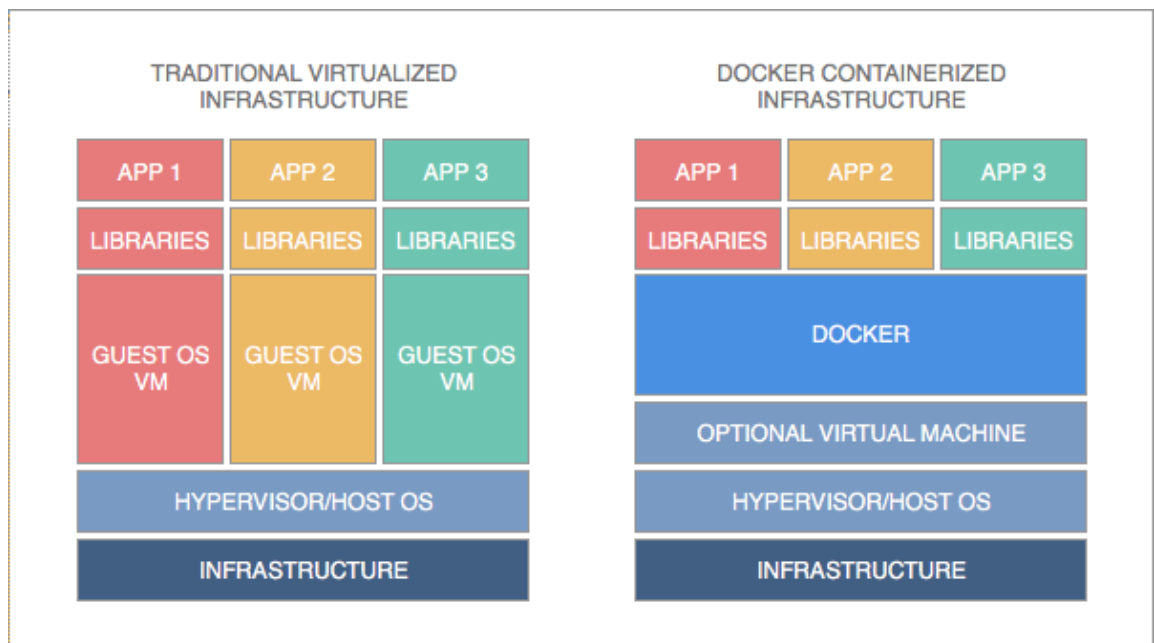 TRADITIONAL VIRTUALIZED
INFRASTRUCTURE
APP 1
APP 2
APP 3
LIBRARIES
LIBRARIES
LIBRARIES
GUEST OS
VM
GUEST OS
VM
GUEST OS
VM
HYPERVISOR/HOST OS
INFRASTRUCTURE
DOCKER CONTAINERIZED
INFRASTRUCTURE
APP 1
APP 2
APP 3
LIBRARIES
LIBRARIES
LIBRARIES
DOCKER
OPTIONAL VIRTUAL MACHINE
HYPERVISOR/HOST OS
INFRASTRUCTURE